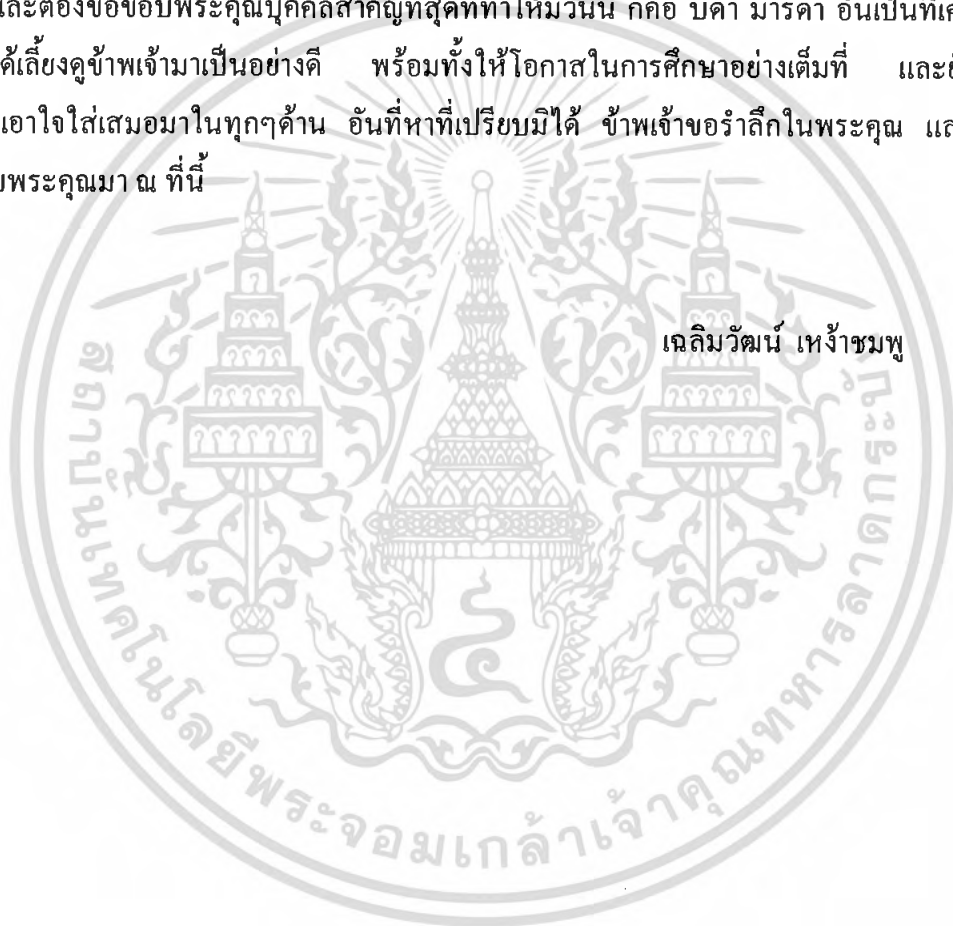 และต้องขอขอบพระคุณบุคคลสำคัญที่สุดที่ทำให้มีวันนี้ ก็คือ บิดา มารดา อันเป็นที่
เลี้ยงดูข้าพเจ้ามาเป็นอย่างดี พร้อมทั้งให้โอกาสในการศึกษาอย่างเต็มที่ และ
เอาใจใส่เสมอมาในทุกๆด้าน อันที่หาที่เปรียบมิได้ ข้าพเจ้าขอรำลึกในพระคุณ
พระคุณมา ณ ที่นี้
เฉลิมวัฒน์ เหง้าชมพู
สถาบันเทคโนโลยีพระจอมเกล้าเจ้าคุณทหารลาดกระบัง